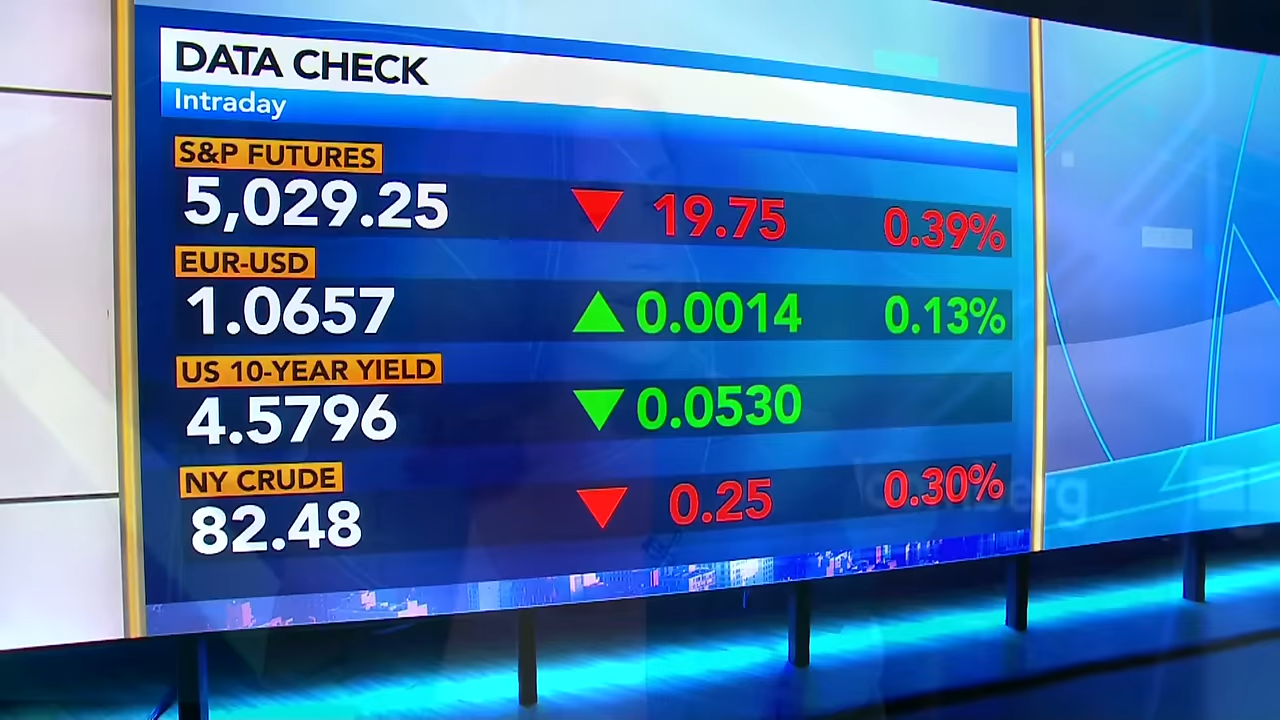 DATA CHECK
Intraday
S&P FUTURES
5,029.25 ▼ 19.75 0.39%
EUR-USD
1.0657 ▲ 0.0014 0.13%
US 10-YEAR YIELD
4.5796 ▼ 0.0530
NY CRUDE
82.48 ▼ 0.25 0.30%